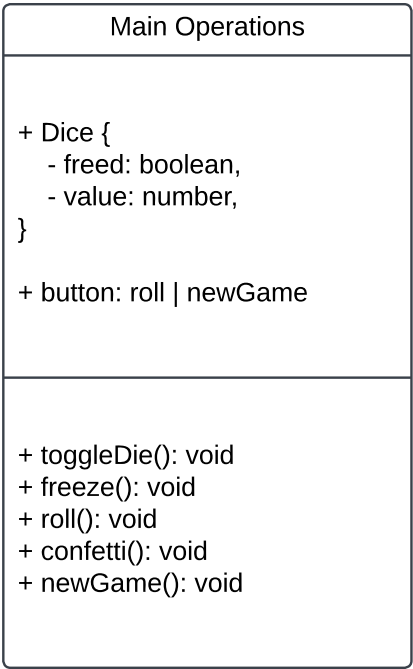 Main Operations
+ Dice {
- freed: boolean,
- value: number,
}
+ button: roll | newGame
+ toggleDie(): void
+ freeze(): void
+ roll(): void
+ confetti(): void
+ newGame(): void